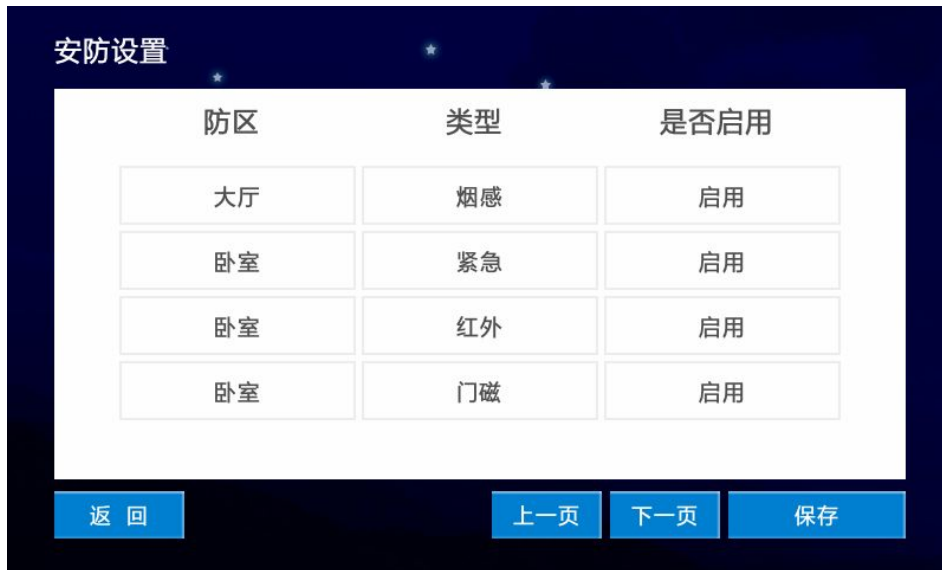 安防设置
防区 类型 是否启用
大厅 烟感 启用
卧室 紧急 启用
卧室 红外 启用
卧室 门磁 启用
返 回 上一页 下一页 保存